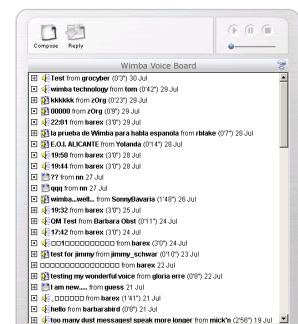 Compose Reply
Wimba Voice Board
Test from grocyber (0'3") 30 Jul
wimba technology from tom (0'42") 29 Jul
kkkkkk from zOrg (0'23") 29 Jul
00000 from zOrg (0'9") 29 Jul
22:01 from barex (3'0") 29 Jul
la prueba de Wimba para habla espanola from rblake (0'7") 28 Jul
E.O.I. ALICANTE from Yolanda (0'14") 28 Jul
19:50 from barex (3'0") 28 Jul
19:44 from barex (3'0") 28 Jul
?? from nn 27 Jul
qqq from nn 27 Jul
wimba...well... from SonnyBavaria (1'48") 26 Jul
19:32 from barex (3'0") 25 Jul
QM Test from Barbara Obst (0'11") 24 Jul
17:42 from barex (3'0") 24 Jul
from barex (3'0") 24 Jul
test for jimmy from jimmy_schwar (0'10") 23 Jul
from barex 22 Jul
testing my wonderful voice from gloria erre (0'8") 22 Jul
I am new..... from guess 21 Jul
from barex (1'41") 21 Jul
hello from barbarabird (0'8") 21 Jul
too many dust messages! speak more longer from mick'n (2'56") 19 Jul